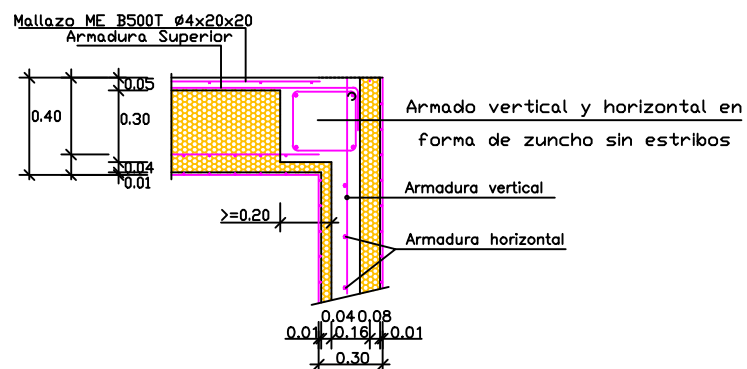 Mallazo ME B500T Ø4x20x20
Armadura Superior
0.05
0.40
0.30
Armado vertical y horizontal en
forma de zuncho sin estribos
0.04
0.01
Armadura vertical
>=0.20
Armadura horizontal
0.04 0.08
0.01 0.16 0.01
0.30